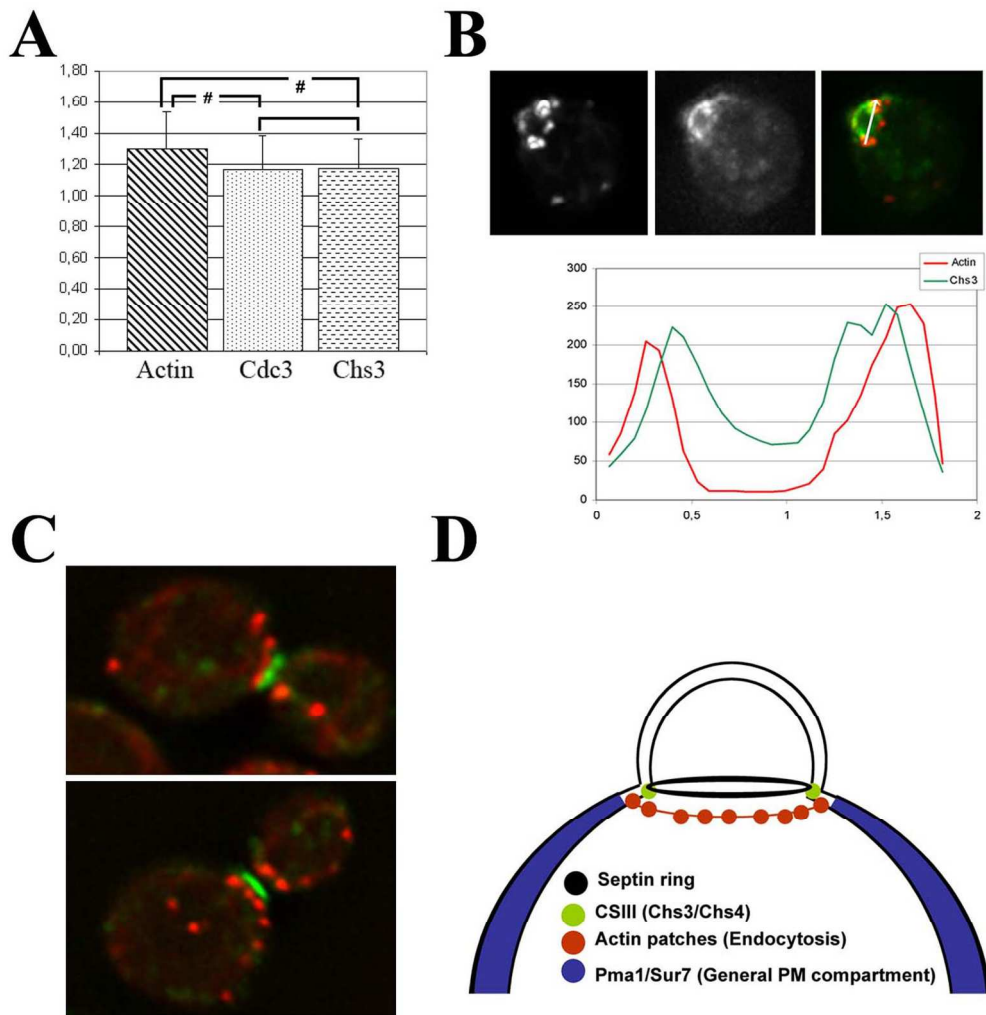 A
1,80
1,60
1,40
1,20
1,00
0,80
0,60
0,40
0,20
0,00
#
#
Actin Cdc3 Chs3
B
Actin
Chs3
300
250
200
150
100
50
0
0 0,5 1 1,5 2
C
D
Septin ring
CSIII (Chs3/Chs4)
Actin patches (Endocytosis)
Pma1/Sur7 (General PM compartment)